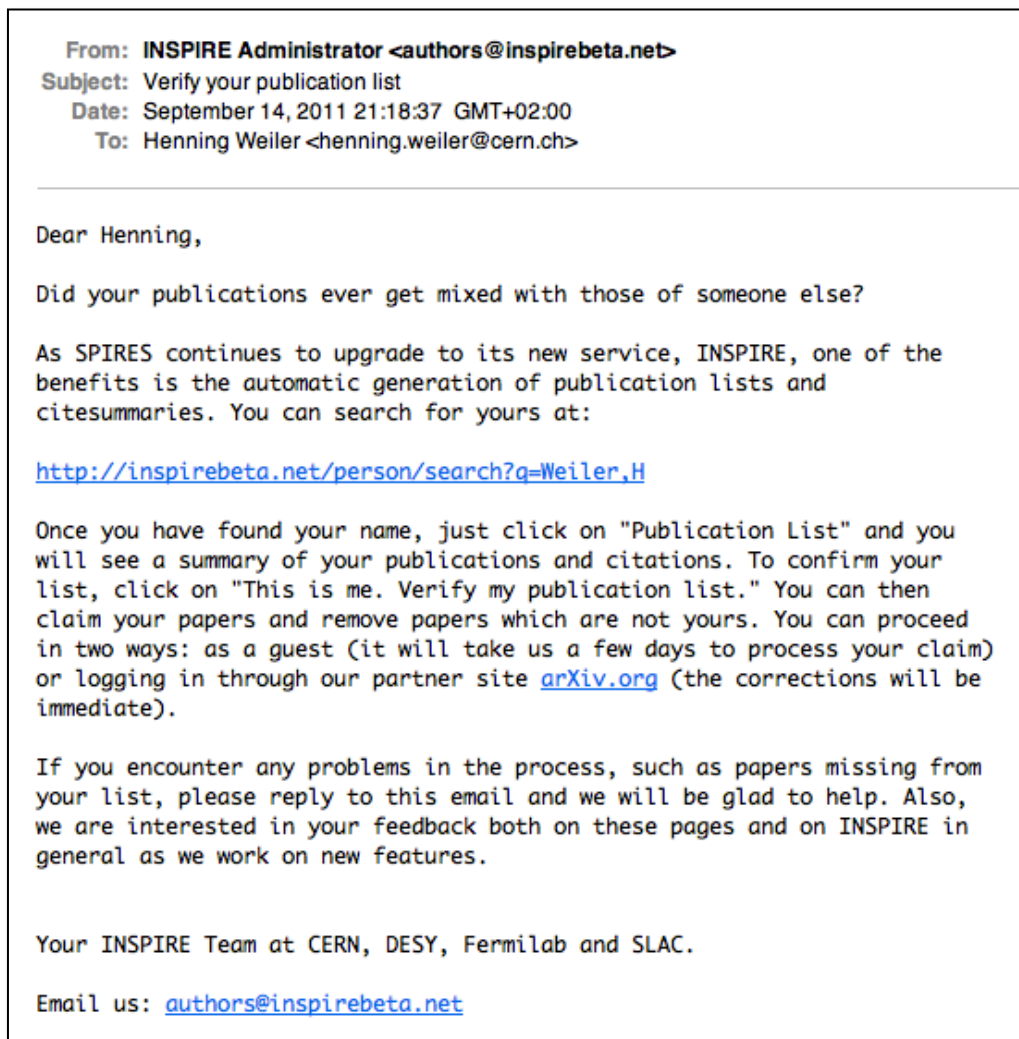 From: INSPIRE Administrator <authors@inspirebeta.net>
Subject: Verify your publication list
Date: September 14, 2011 21:18:37 GMT+02:00
To: Henning Weiler <henning.weiler@cern.ch>
Dear Henning,
Did your publications ever get mixed with those of someone else?
As SPIRES continues to upgrade to its new service, INSPIRE, one of the
benefits is the automatic generation of publication lists and
citesummaries. You can search for yours at:
http://inspirebeta.net/person/search?q=Weiler,H
Once you have found your name, just click on "Publication List" and you
will see a summary of your publications and citations. To confirm your
list, click on "This is me. Verify my publication list." You can then
claim your papers and remove papers which are not yours. You can proceed
in two ways: as a guest (it will take us a few days to process your claim)
or logging in through our partner site arXiv.org (the corrections will be
immediate).
If you encounter any problems in the process, such as papers missing from
your list, please reply to this email and we will be glad to help. Also,
we are interested in your feedback both on these pages and on INSPIRE in
general as we work on new features.
Your INSPIRE Team at CERN, DESY, Fermilab and SLAC.
Email us: authors@inspirebeta.net